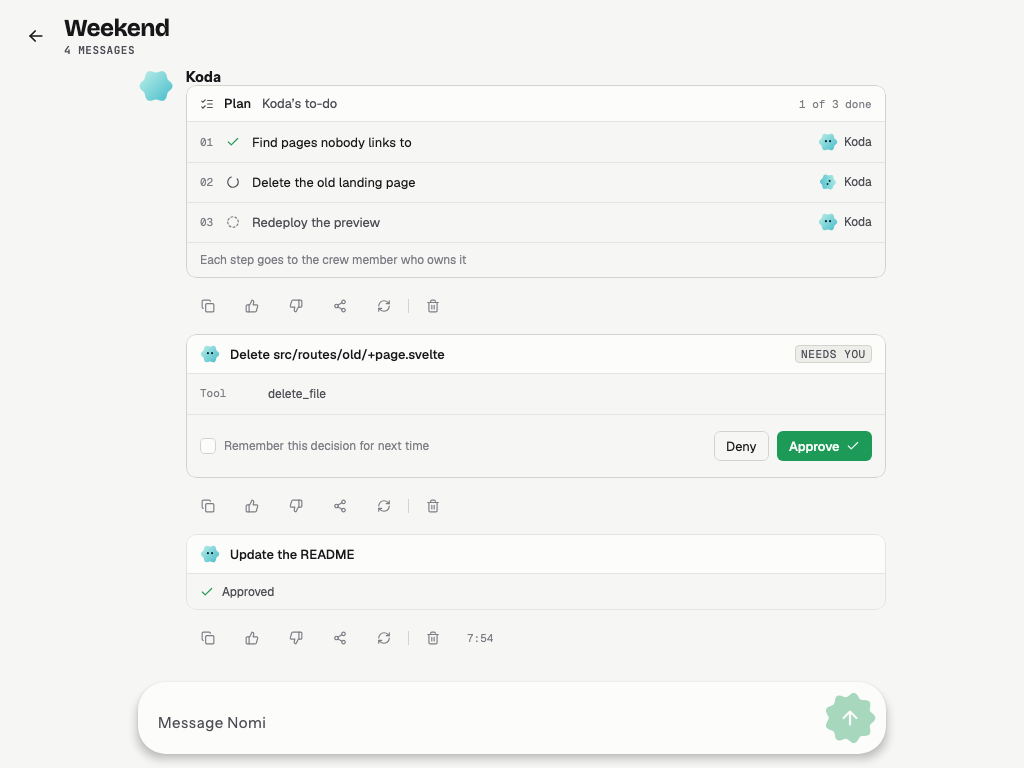 Weekend
4 MESSAGES
Koda
Plan Koda's to-do 1 of 3 done
01 Find pages nobody links to Koda
02 Delete the old landing page Koda
03 Redeploy the preview Koda
Each step goes to the crew member who owns it
Delete src/routes/old/+page.svelte NEEDS YOU
Tool delete_file
Remember this decision for next time Deny Approve
Update the README
Approved
7:54
Message Nomi